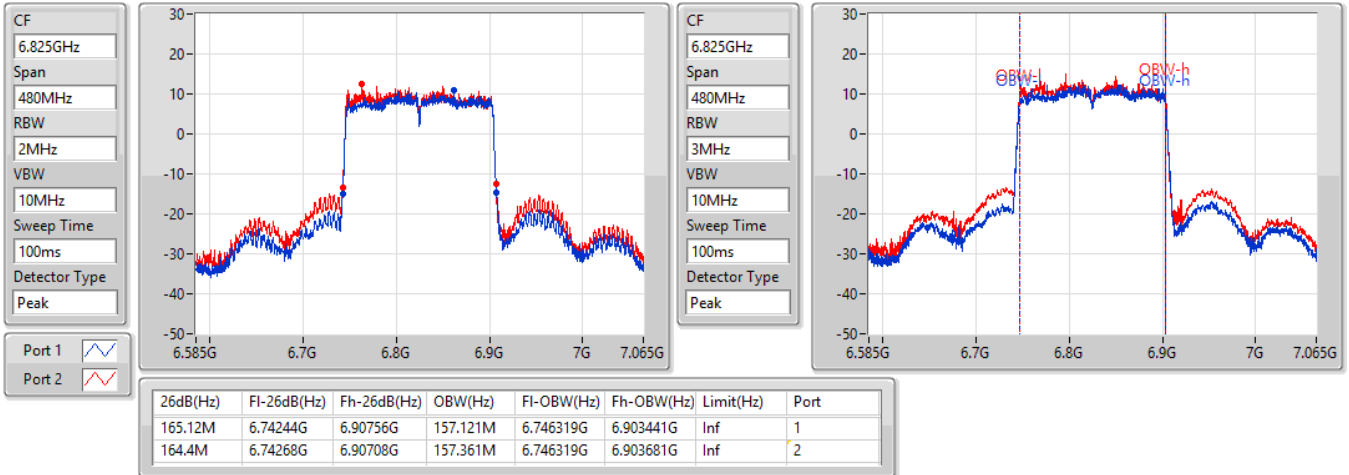 CF
6.825GHz
Span
480MHz
RBW
2MHz
VBW
10MHz
Sweep Time
100ms
Detector Type
Peak
30
20
10
0
-10
-20
-30
-40
-50
6.585G 6.7G 6.8G 6.9G 7G 7.065G
CF
6.825GHz
Span
480MHz
RBW
3MHz
VBW
10MHz
Sweep Time
100ms
Detector Type
Peak
30
20
10
0
-10
-20
-30
-40
-50
OBW-h
OBW-h
6.585G 6.7G 6.8G 6.9G 7G 7.065G
Port 1
Port 2
26dB(Hz) Fl-26dB(Hz) Fh-26dB(Hz) OBW(Hz) Fl-OBW(Hz) Fh-OBW(Hz) Limit(Hz) Port
165.12M 6.74244G 6.90756G 157.121M 6.746319G 6.903441G Inf 1
164.4M 6.74268G 6.90708G 157.361M 6.746319G 6.903681G Inf 2